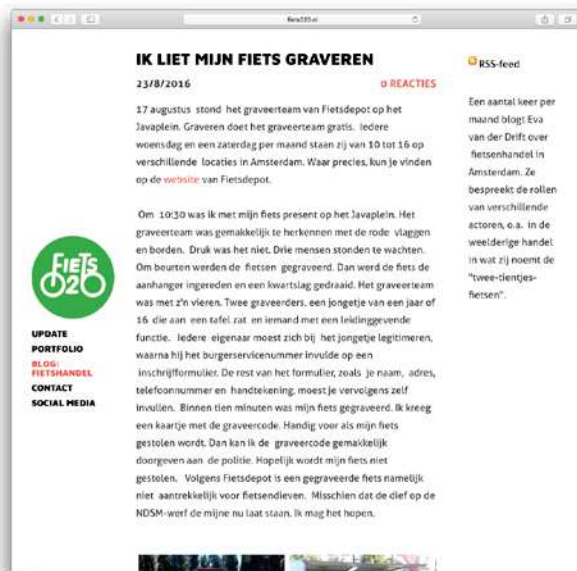 fiets020.nl
IK LIET MIJN FIETS GRAVEREN
23/8/2016 0 REACTIES
17 augustus stond het graveerteam van Fietsdepot op het
Javaplein. Graveren doet het graveerteam gratis. Iedere
woensdag en een zaterdag per maand staan zij van 10 tot 16 op
verschillende locaties in Amsterdam. Waar precies, kun je vinden
op de website van Fietsdepot.
Om 10:30 was ik met mijn fiets present op het Javaplein. Het
graveerteam was gemakkelijk te herkennen met de rode vlaggen
en borden. Druk was het niet. Drie mensen stonden te wachten.
Om beurten werden de fietsen gegraveerd. Dan werd de fiets de
aanhanger ingereden en een kwartslag gedraaid. Het graveerteam
was met z'n vieren. Twee graveerders, een jongetje van een jaar of
16 die aan een tafel zat en iemand met een leidinggevende
functie. Iedere eigenaar moest zich bij het jongetje legitimeren,
waarna hij het burgerservicenummer invulde op een
inschrijfformulier. De rest van het formulier, zoals je naam, adres,
telefoonnummer en handtekening, moest je vervolgens zelf
invullen. Binnen tien minuten was mijn fiets gegraveerd. Ik kreeg
een kaartje met de graveercode. Handig voor als mijn fiets
gestolen wordt. Dan kan ik de graveercode gemakkelijk
doorgeven aan de politie. Hopelijk wordt mijn fiets niet
gestolen. Volgens Fietsdepot is een gegraveerde fiets namelijk
niet aantrekkelijk voor fietsendieven. Misschien dat de dief op de
NDSM-werf de mijne nu laat staan. Ik mag het hopen.
FIETS
020
UPDATE
PORTFOLIO
BLOG:
FIETSHANDEL
CONTACT
SOCIAL MEDIA
RSS-feed
Een aantal keer per
maand blogt Eva
van der Drift over
fietsenhandel in
Amsterdam. Ze
bespreekt de rollen
van verschillende
actoren, o.a. in de
weelderige handel
in wat zij noemt de
"twee-tientjes-
fietsen".